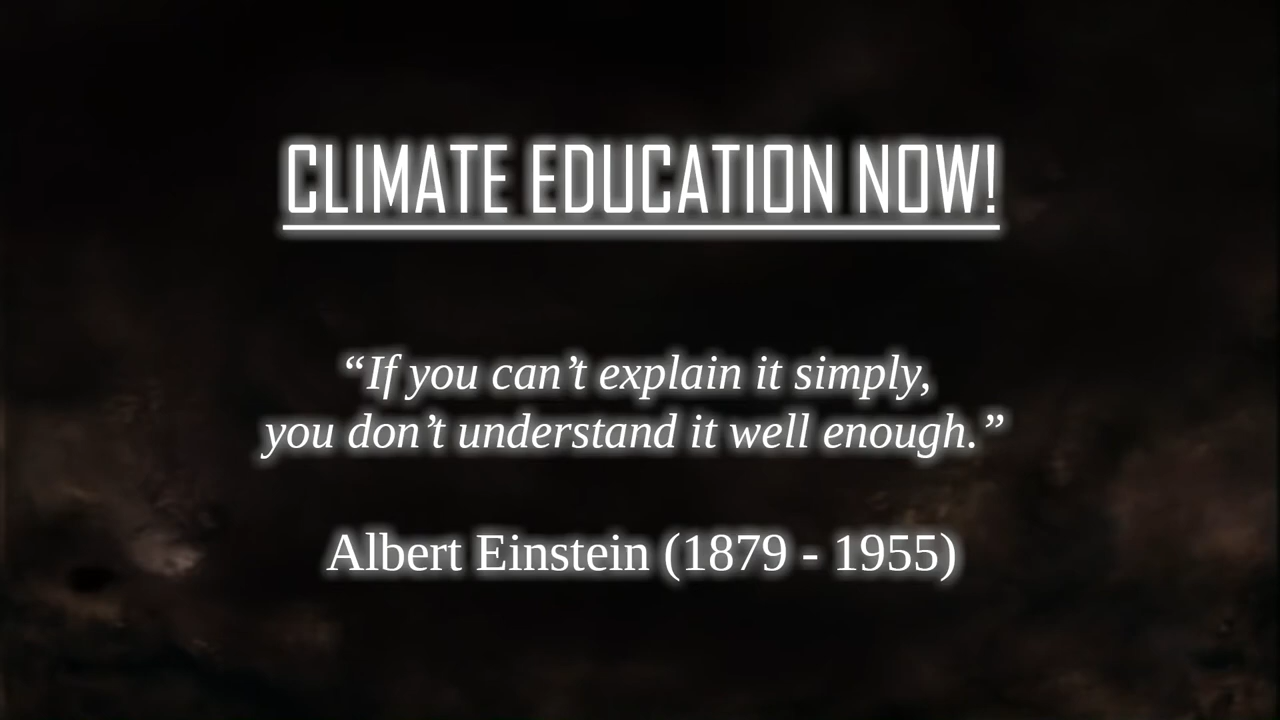 CLIMATE EDUCATION NOW!
“If you can’t explain it simply,
you don’t understand it well enough.”
Albert Einstein (1879 - 1955)